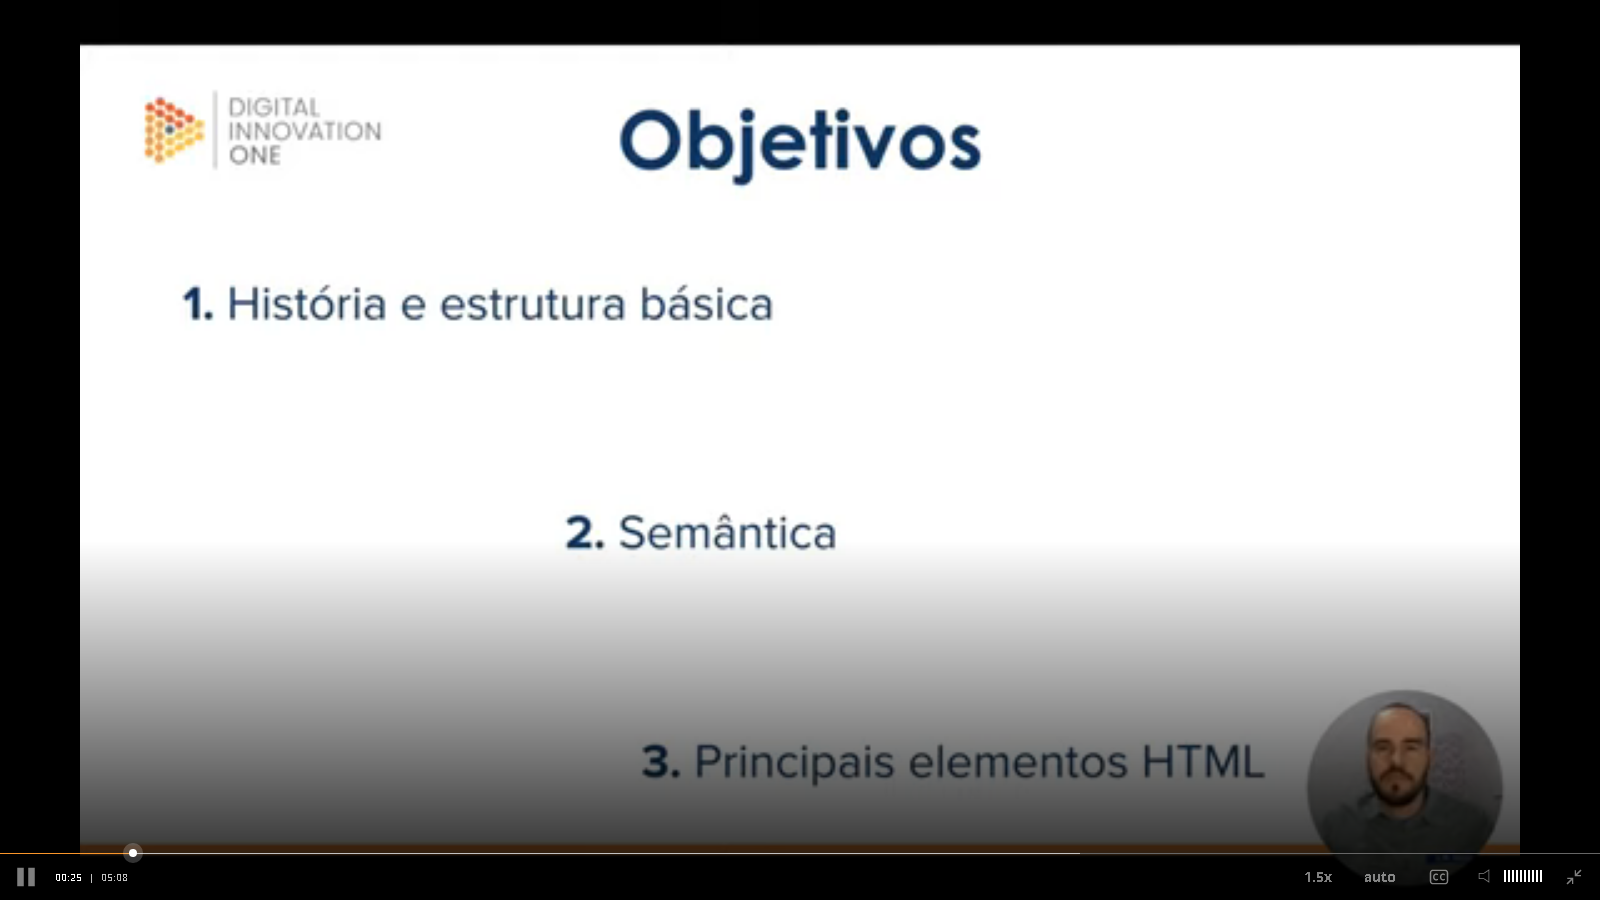 DIGITAL
INNOVATION
ONE
Objetivos
1. História e estrutura básica
2. Semântica
3. Principais elementos HTML
00:25 | 05:08
1.5x
auto
CC